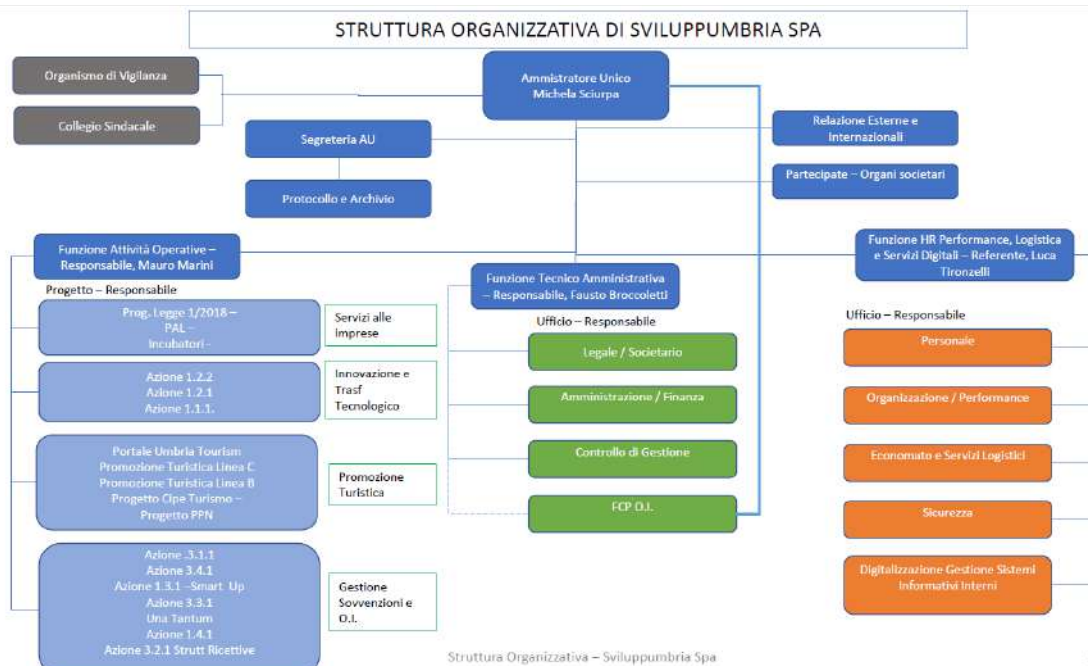 STRUTTURA ORGANIZZATIVA DI SVILUPPUMBRIA SPA
Organismo di Vigilanza
Collegio Sindacale
Ammistratore Unico
Michela Sciurpa
Segreteria AU
Protocollo e Archivio
Relazione Esterne e
Internazionali
Partecipate – Organi societari
Funzione Attività Operative –
Responsabile, Mauro Marini
Progetto – Responsabile
Prog. Legge 1/2018 –
PAL –
Incubatori -
Servizi alle
imprese
Azione 1.2.2
Azione 1.2.1
Azione 1.1.1.
Innovazione e
Trasf
Tecnologico
Portale Umbria Tourism
Promozione Turistica Linea C
Promozione Turistica Linea B
Progetto Cipe Turismo –
Progetto PPN
Promozione
Turistica
Azione .3.1.1
Azione 3.4.1
Azione 1.3.1 –Smart Up
Azione 3.3.1
Una Tantum
Azione 1.4.1
Azione 3.2.1 Strutt Ricettive
Gestione
Sovvenzioni e
O.I.
Funzione Tecnico Amministrativa
– Responsabile, Fausto Broccoletti
Ufficio – Responsabile
Legale / Societario
Amministrazione / Finanza
Controllo di Gestione
FCP O.I.
Funzione HR Performance, Logistica
e Servizi Digitali – Referente, Luca
Tironzelli
Ufficio – Responsabile
Personale
Organizzazione / Performance
Economato e Servizi Logistici
Sicurezza
Digitalizzazione Gestione Sistemi
Informativi Interni
Struttura Organizzativa – Sviluppumbria Spa